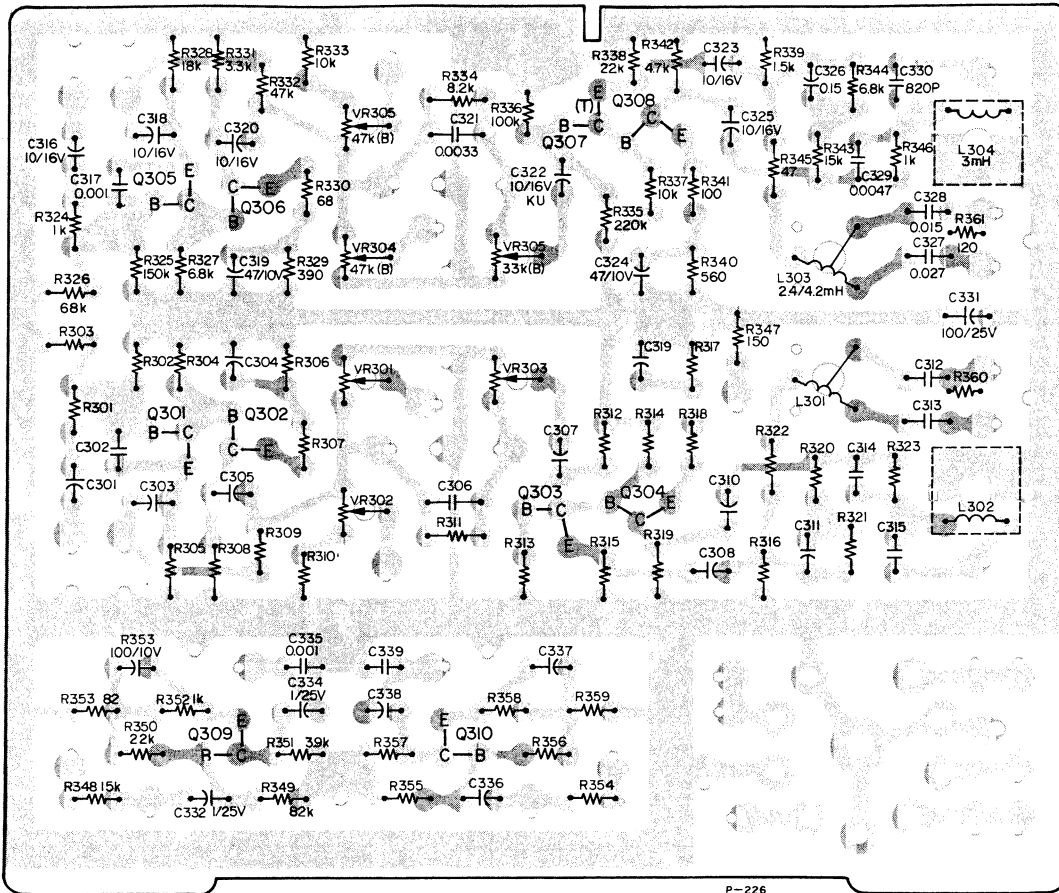 R328 18k
R331 3.3k
R332 47k
R333 10k
R334 8.2k
R336 100k
R338 22k
R342 4.7k
C323 10/16V
R339 1.5k
C326 0.15
R344 6.8k
C330 820P
C316 10/16V
C318 10/16V
C320 10/16V
VR305 47k(B)
C321 0.0033
E
(T)
B C
Q307
Q308
B C E
C325 10/16V
R345 47
R343 15k
C329 0.0047
R346 1k
L304 3mH
C317 0.001
Q305
E
B C
C E
B
Q306
R330 68
C322 10/16V KU
R337 10k
R341 100
R324 1k
R335 220k
C328 0.015
R361 120
R326 68k
R325 150k
R327 6.8k
C319 47/10V
R329 390
VR304 47k(B)
VR305 33k(B)
C324 47/10V
R340 560
L303 2.4/4.2mH
C327 0.027
C331 100/25V
R303
R302
R304
C304
R306
VR301
VR303
C319
R317
R347 150
L301
C312
R360
C313
R301
C302
C301
Q301
B C
E
Q302
B
C E
R307
C303
C305
VR302
C306
R311
C307
R312
R314
R318
Q303
B C
E
Q304
B C E
C310
R322
R320
C314
R323
L302
R305
R308
R309
R310
R313
R315
R319
C308
R316
C311
R321
C315
R353 100/10V
C335 0.001
C339
C337
R353 82
R352 1k
C334 1/25V
C338
R358
R359
R350 22k
Q309
E
B C
R351 3.9k
R357
E
C B
Q310
R356
R348 15k
C332 1/25V
R349 82k
R355
C336
R354
P-226